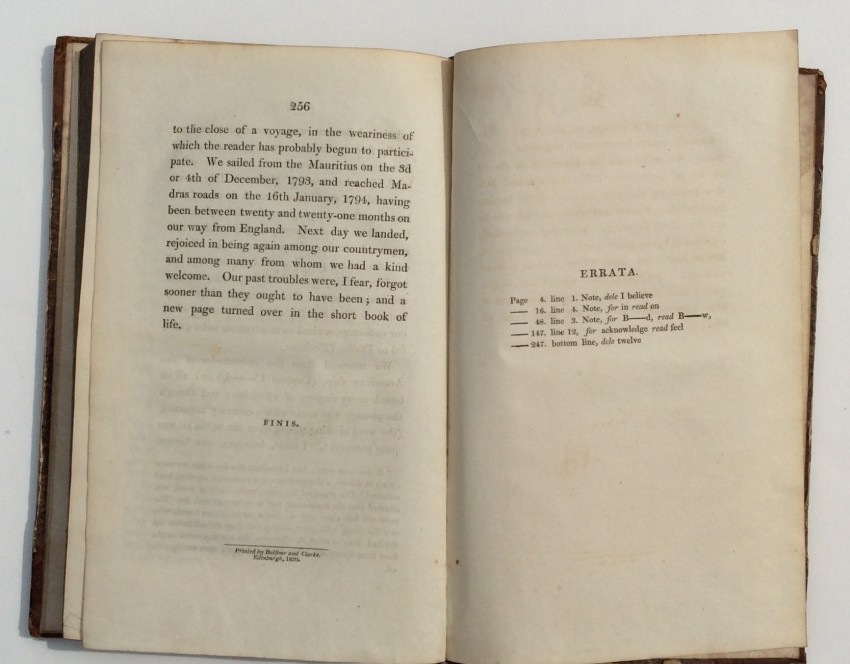 256
to the close of a voyage, in the weariness of
which the reader has probably begun to partici-
pate. We sailed from the Mauritius on the 3d
or 4th of December, 1793, and reached Ma-
dras roads on the 16th January, 1794, having
been between twenty and twenty-one months on
our way from England. Next day we landed,
rejoiced in being again among our countrymen,
and among many from whom we had a kind
welcome. Our past troubles were, I fear, forgot
sooner than they ought to have been; and a
new page turned over in the short book of
life.
FINIS.
Printed by Balfour and Clarke,
Edinburgh, 1820.
ERRATA.
Page 4. line 1. Note, dele I believe
— 16. line 4. Note, for in read on
— 48. line 3. Note, for B—d, read B—w,
— 147. line 12, for acknowledge read feel
— 247. bottom line, dele twelve